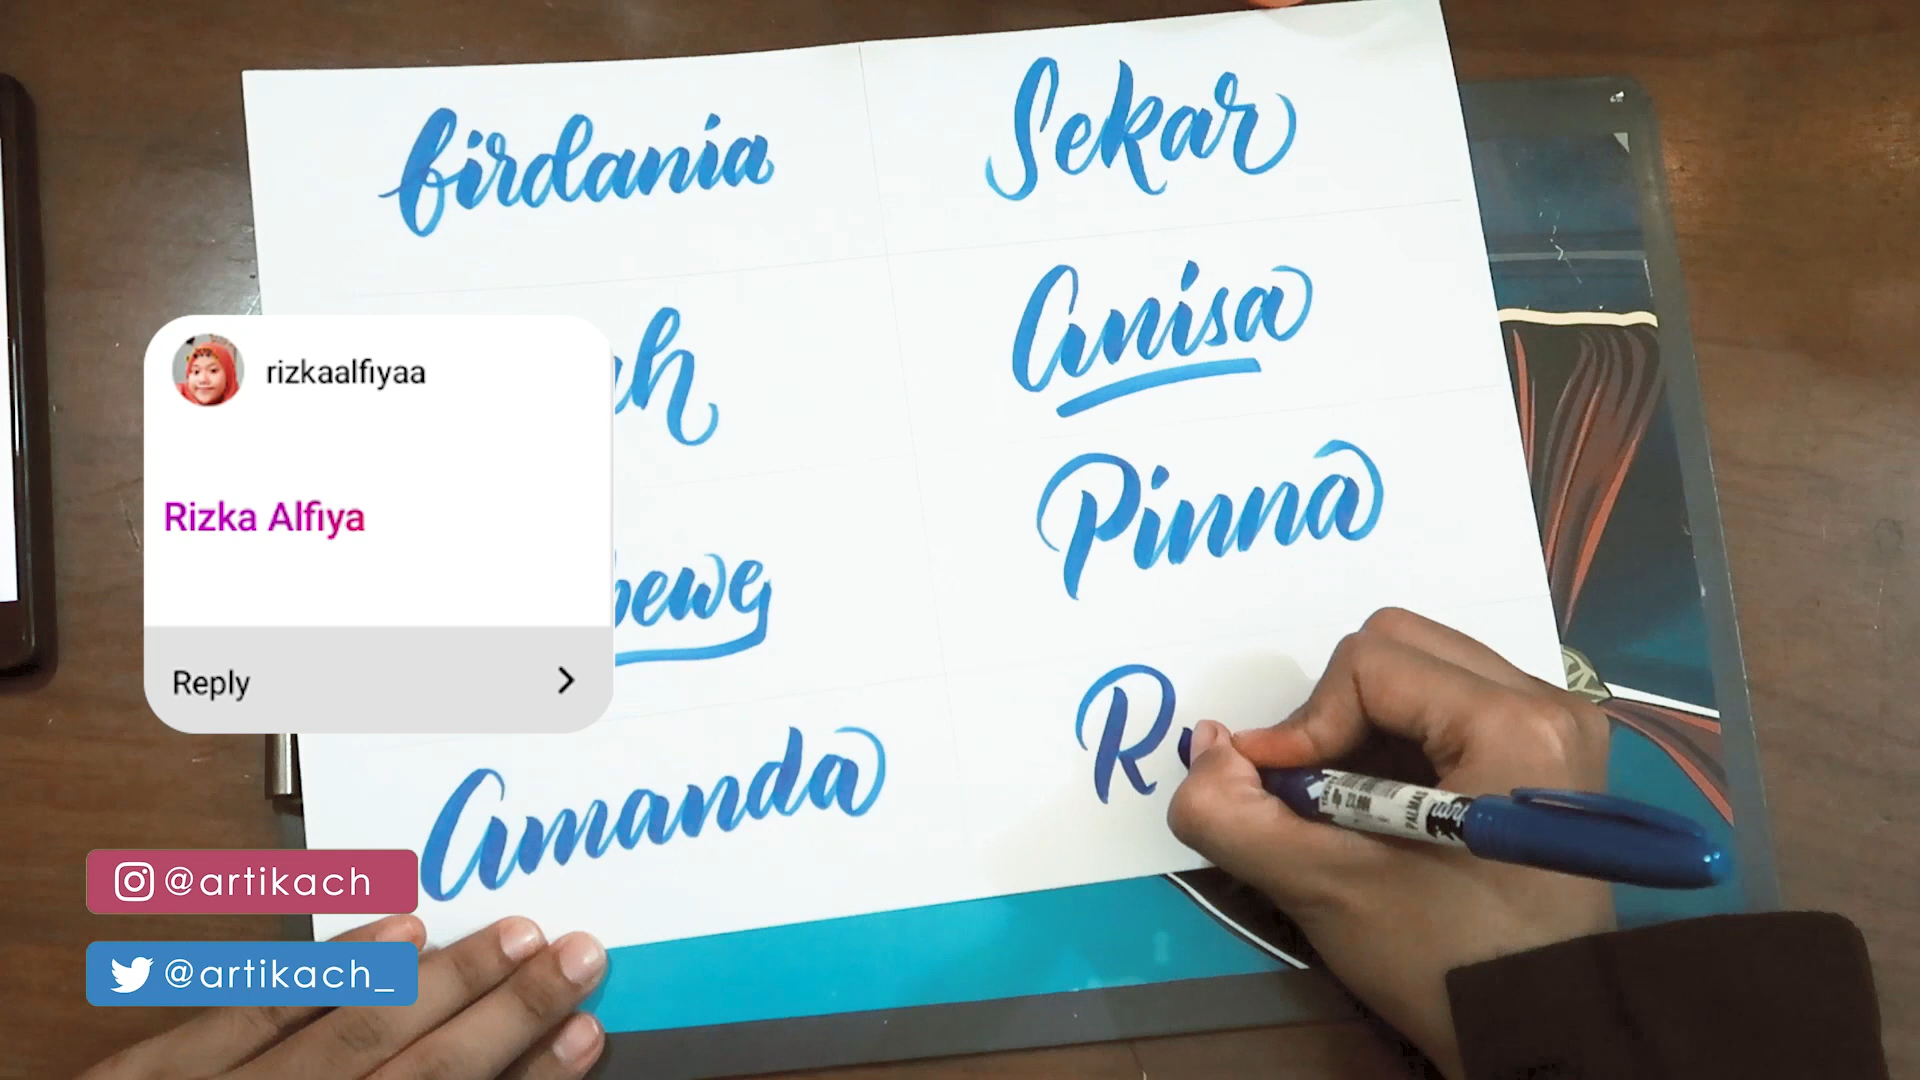 firdania
Sekar
Anisa
rizkaalfiyaa
Rizka Alfiya
Pinna
Reply
Amanda
R
@artikach
@artikach_